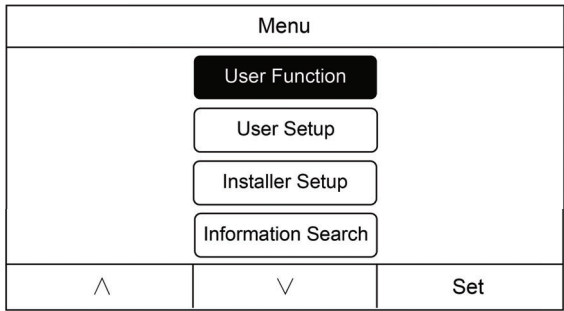 Menu
User Function
User Setup
Installer Setup
Information Search
∧ ∨ Set